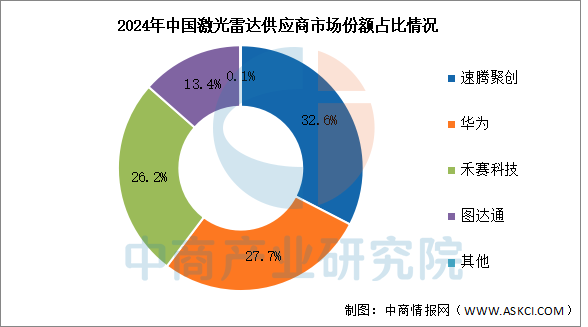 2024年中国激光雷达供应商市场份额占比情况
0.1%
13.4%
32.6%
26.2%
27.7%
速腾聚创
华为
禾赛科技
图达通
其他
中商产业研究院
制图：中商情报网（WWW.ASKCI.COM）